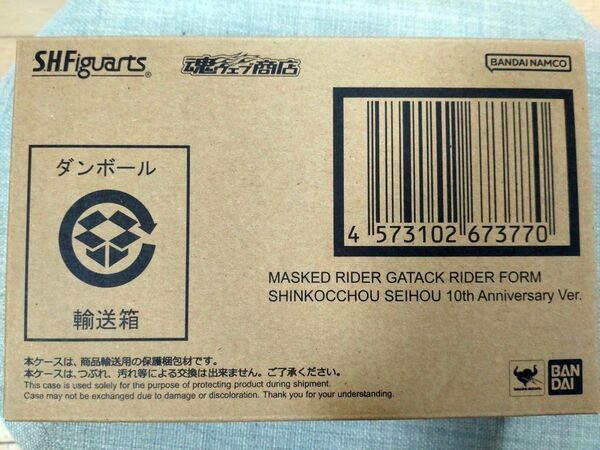 S.H.Figuarts®
魂ウェブ商店
BANDAI NAMCO
ダンボール
輸送箱
4 573102 673770
MASKED RIDER GATACK RIDER FORM
SHINKOCCHOU SEIHOU 10th Anniversary Ver.
本ケースは、商品輸送用の保護梱包材です。
本ケースは、つぶれ、汚れ等による交換は出来ません。ご了承ください。
This case is used solely for the purpose of protecting product during shipment.
Case may not be exchanged due to damage or discoloration. Thank you for your understanding.
BAN
DAI